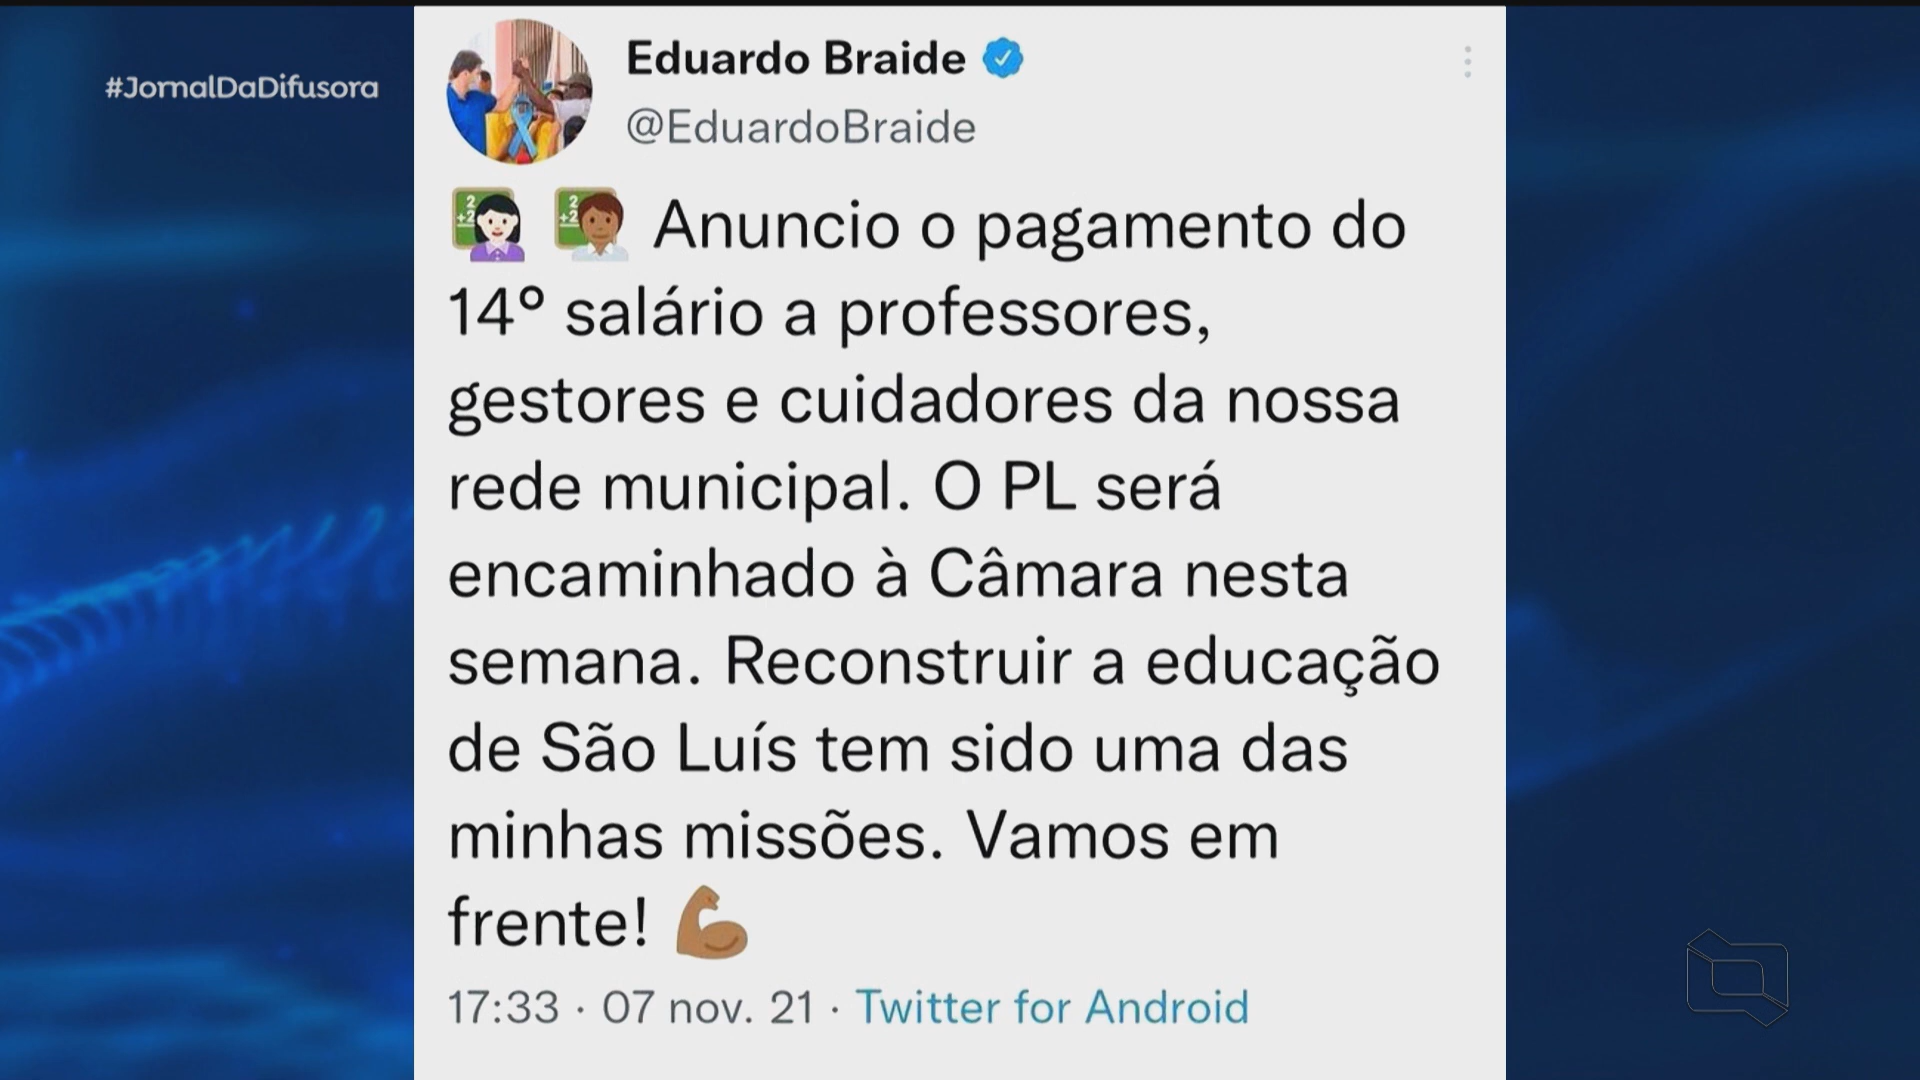 #JornalDaDifusora
Eduardo Braide
@EduardoBraide
Anuncio o pagamento do
14º salário a professores,
gestores e cuidadores da nossa
rede municipal. O PL será
encaminhado à Câmara nesta
semana. Reconstruir a educação
de São Luís tem sido uma das
minhas missões. Vamos em
frente!
17:33 · 07 nov. 21 · Twitter for Android